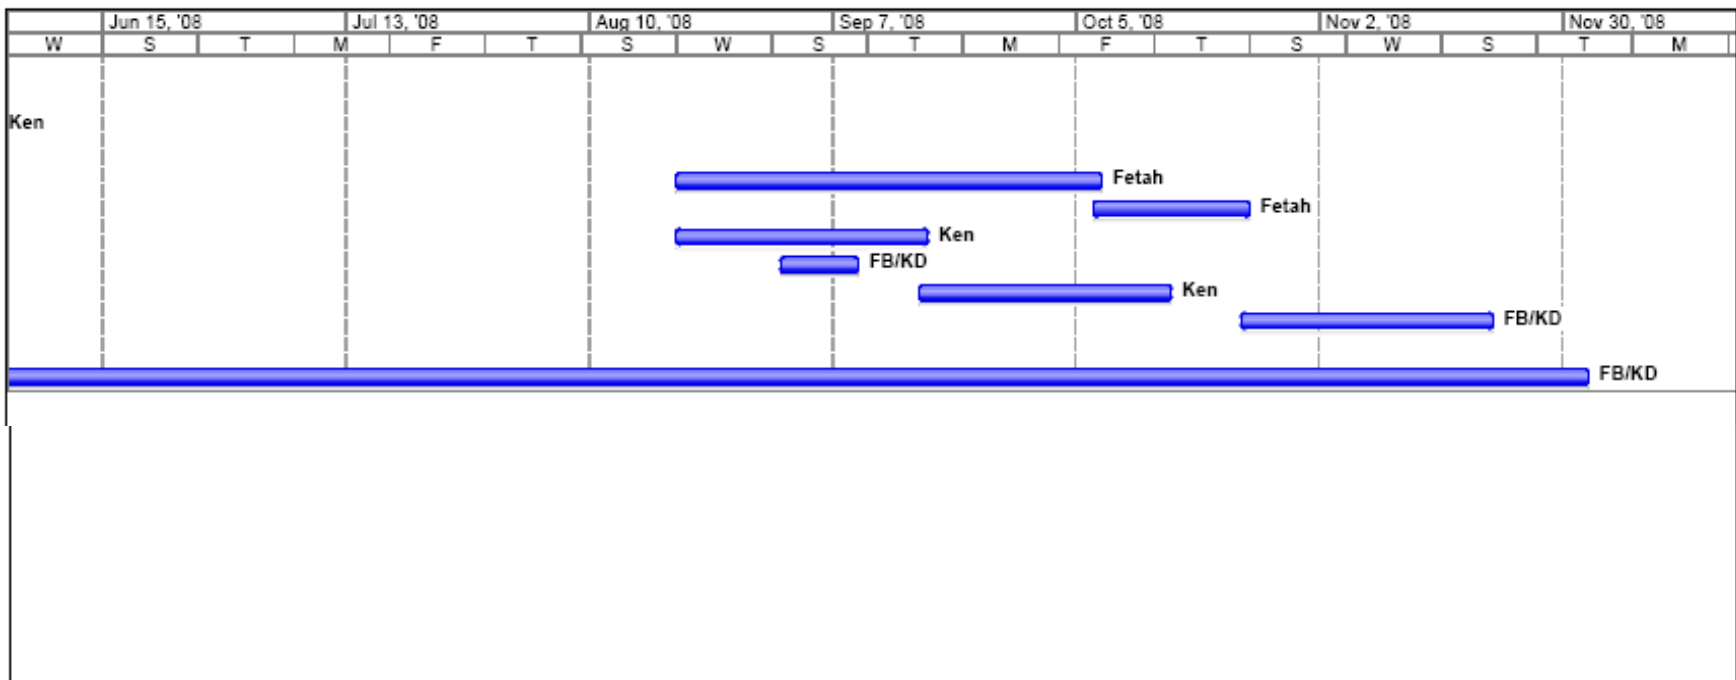 Jun 15, '08 Jul 13, '08 Aug 10, '08 Sep 7, '08 Oct 5, '08 Nov 2, '08 Nov 30, '08
W S T M F T S W S T M F T S W S T M
Ken
Fetah
Fetah
Ken
FB/KD
Ken
FB/KD
FB/KD